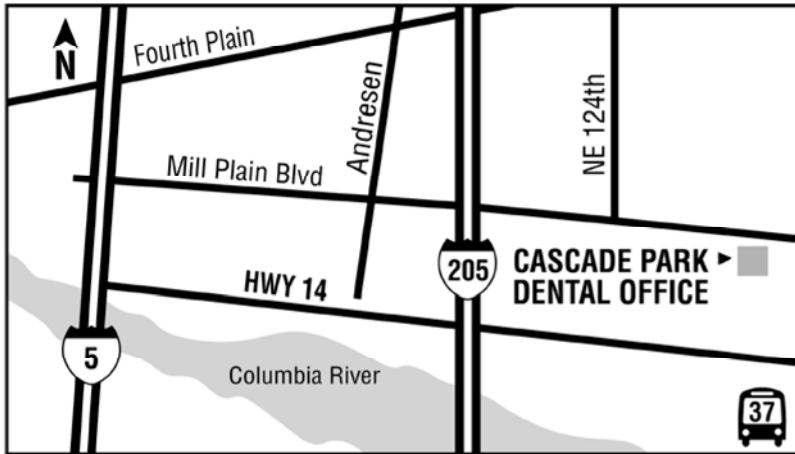 N
Fourth Plain
Andresen
NE 124th
Mill Plain Blvd
205
CASCADE PARK
DENTAL OFFICE
HWY 14
5
Columbia River
37